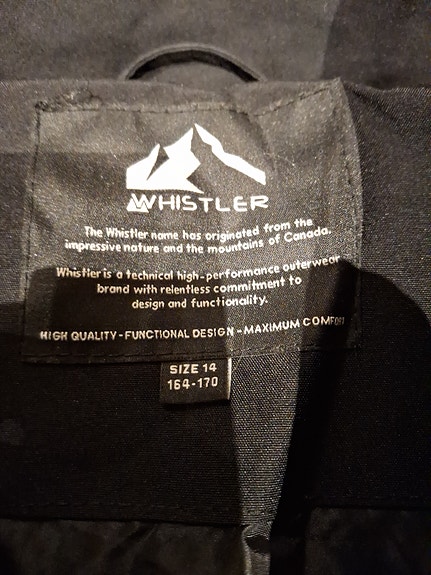 WHISTLER
The Whistler name has originated from the
impressive nature and the mountains of Canada.
Whistler is a technical high-performance outerwear
brand with relentless commitment to
design and functionality.
HIGH QUALITY - FUNCTIONAL DESIGN - MAXIMUM COMFORT
SIZE 14
164-170